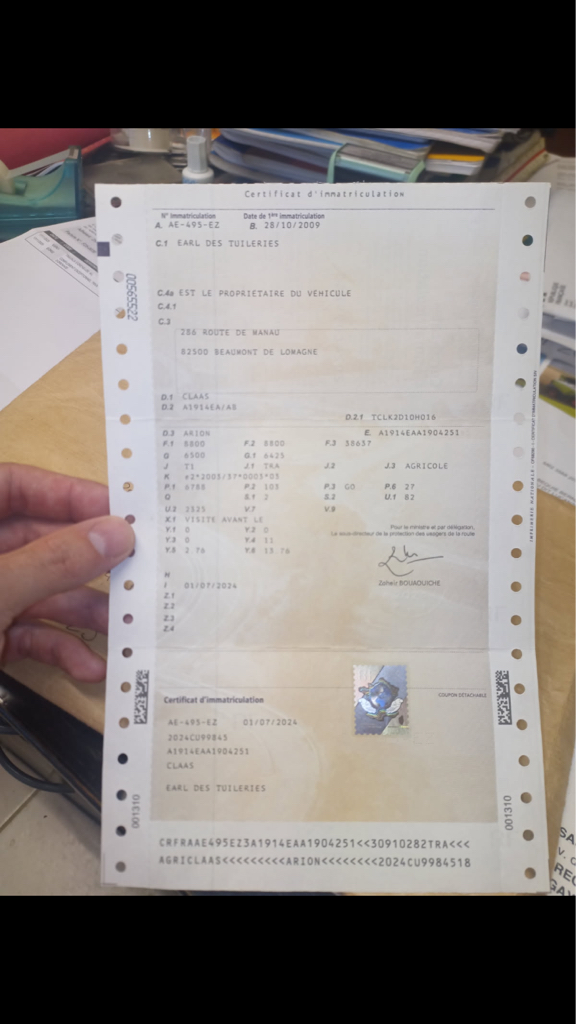 Certificat d'immatriculation
N° immatriculation Date de 1ère immatriculation
A. AE-495-EZ B. 28/10/2009
C.1 EARL DES TUILERIES
C.4a EST LE PROPRIETAIRE DU VEHICULE
C.4.1
C.3
286 ROUTE DE MANAU
82500 BEAUMONT DE LOMAGNE
D.1 CLAAS
D.2 A1914EA/A8
D.2.1 TCLK2D10H016
D.3 ARION E. A1914EAA1904251
F.1 8800 F.2 8800 F.3 38657
G 6500 G.1 6425
J T1 J.1 TRA J.2 J.3 AGRICOLE
K e2*2003/37*0003*03
P.1 6788 P.2 103 P.3 GO P.6 27
Q S.1 2 S.2 U.1 82
U.2 1525 V.7 V.9
X.1 VISITE AVANT LE
Y.1 0 Y.2 0
Y.3 0 Y.4 11
Y.5 2.76 Y.6 13.76
Pour le ministre et par délégation,
Le sous-directeur de la protection des usagers de la route
Zoheir BOUAOUICHE
H
I 01/07/2024
Z.1
Z.2
Z.3
Z.4
005655522
COUPON DÉTACHABLE
Certificat d'immatriculation
AE-495-EZ 01/07/2024
2024CU99845
A1914EAA1904251
CLAAS
EARL DES TUILERIES
001310
001310
CRFRAAE495EZ3A1914EAA1904251<<30910282TRA<<<
AGRICLAAS<<<<<<<<<ARION<<<<<<<<2024CU9984518